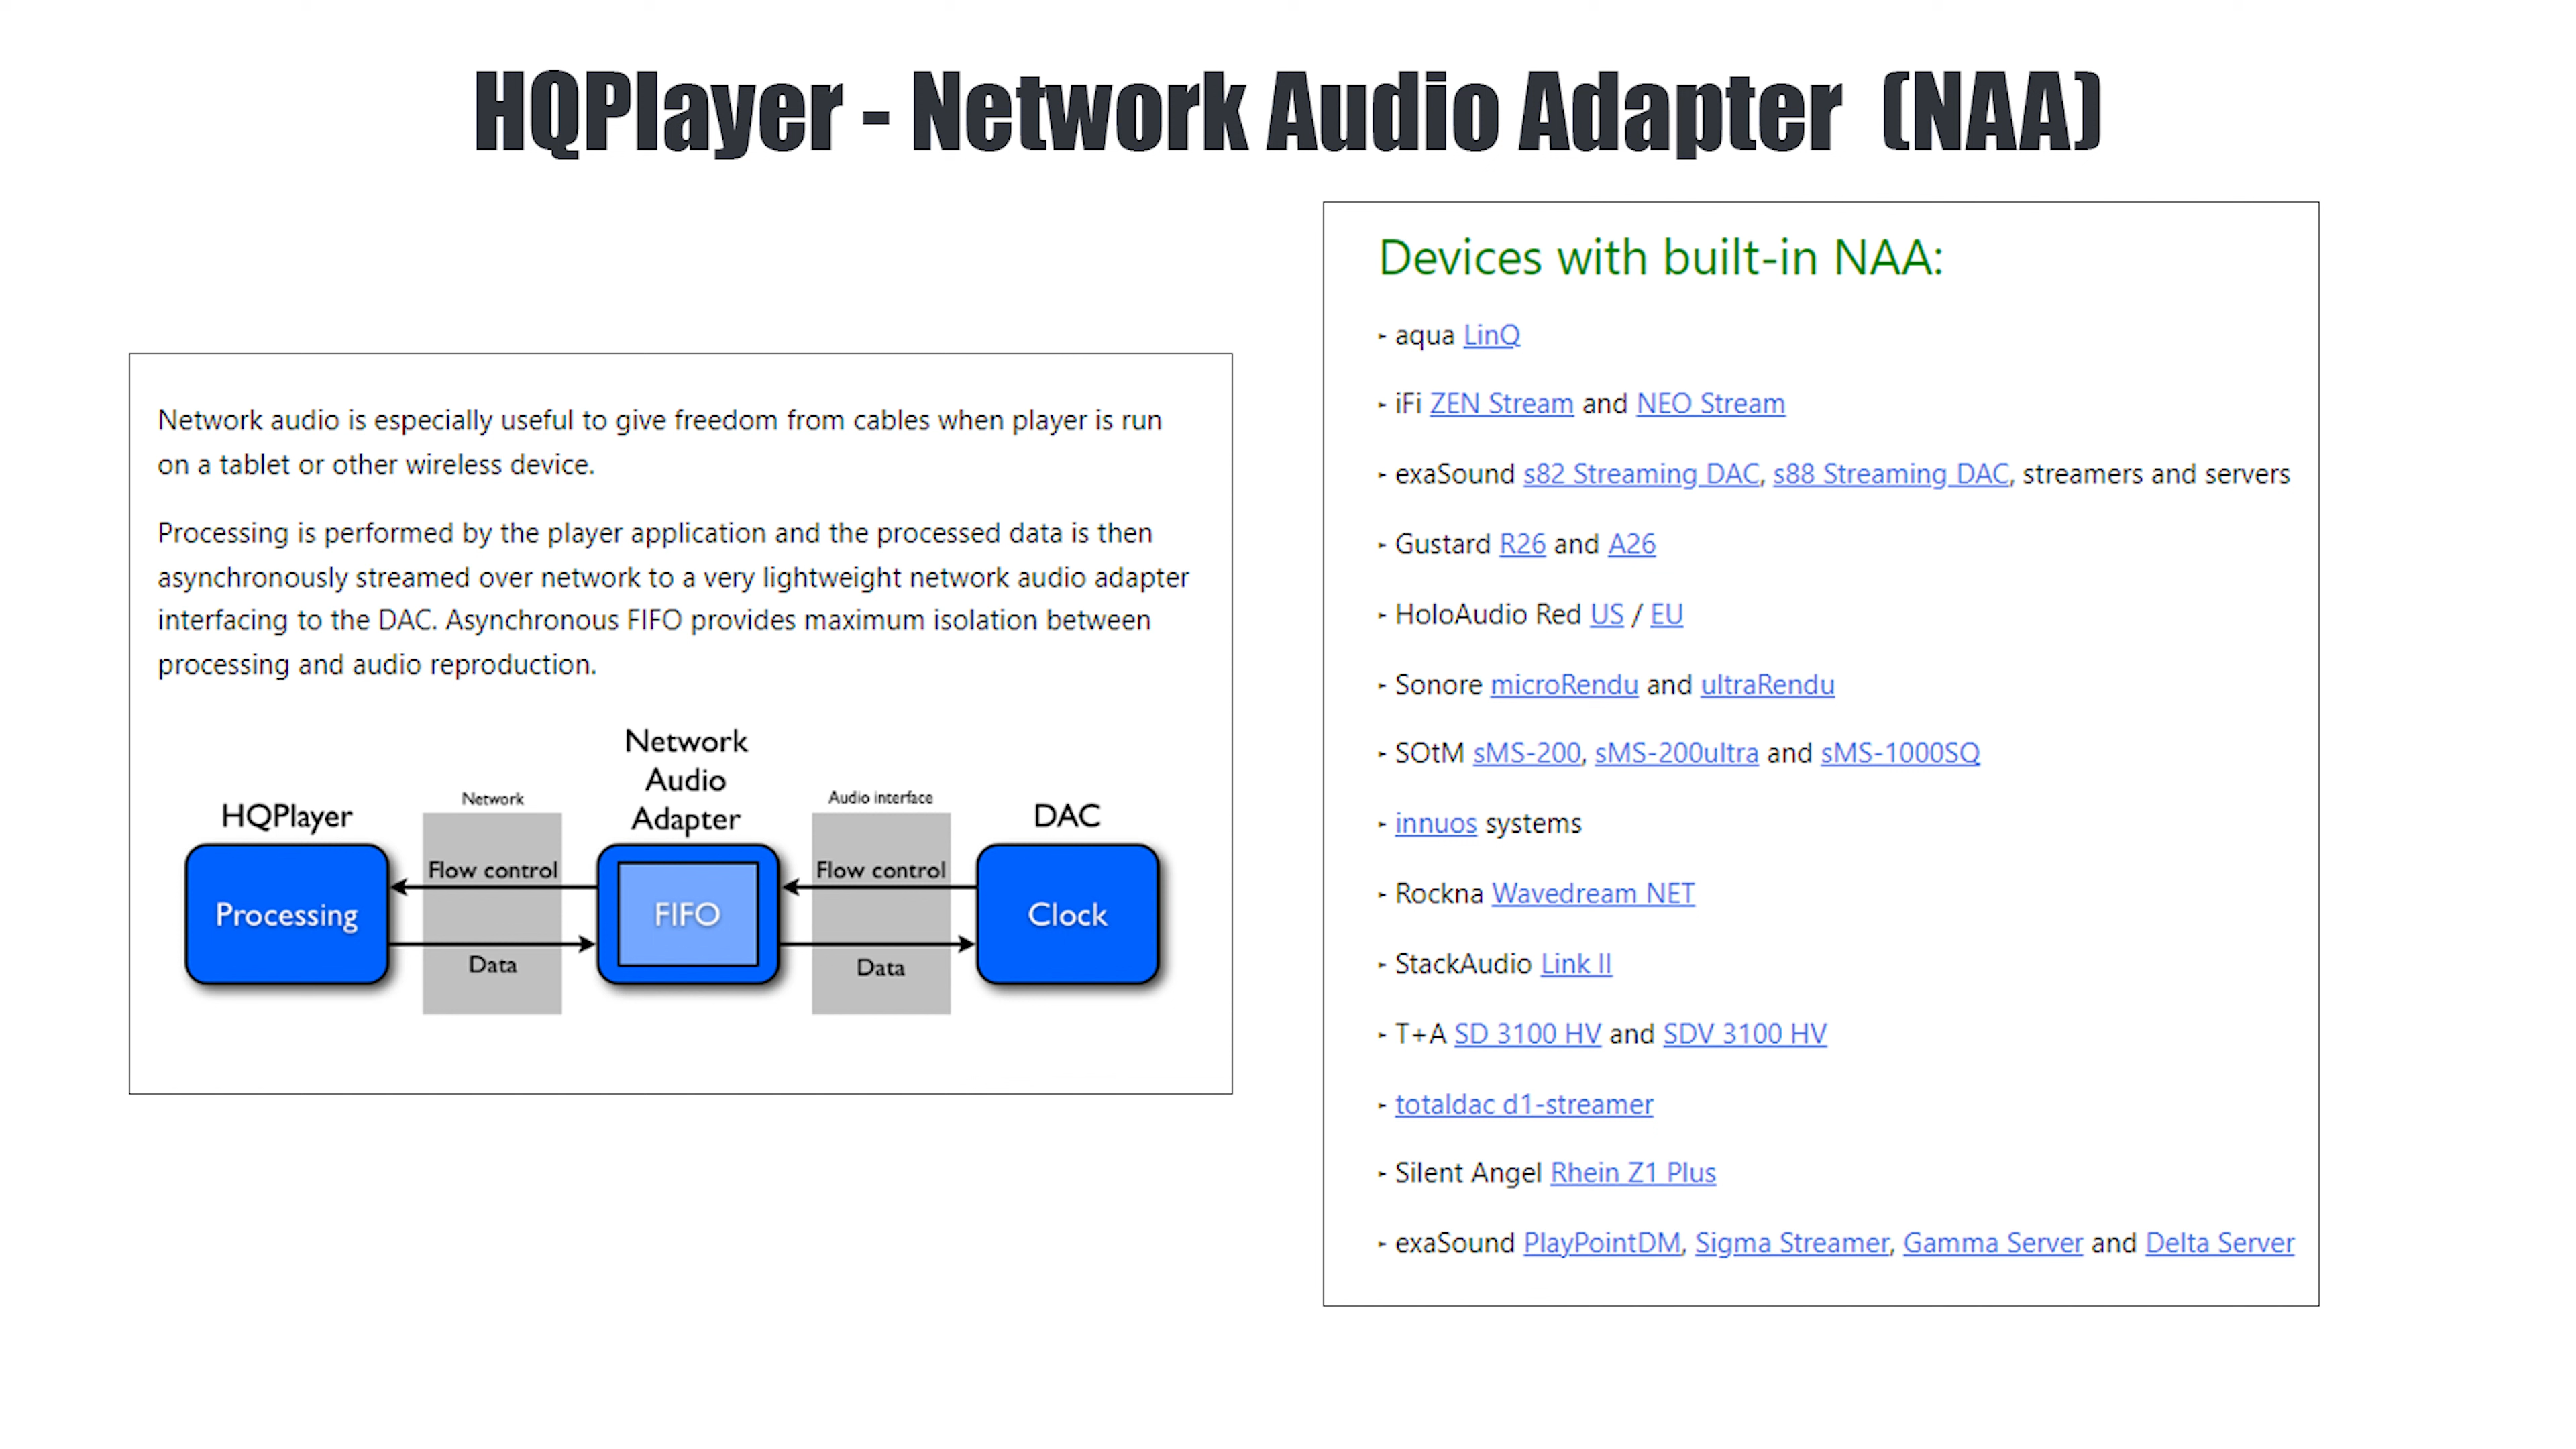 HQPlayer - Network Audio Adapter (NAA)
Network audio is especially useful to give freedom from cables when player is run
on a tablet or other wireless device.
Processing is performed by the player application and the processed data is then
asynchronously streamed over network to a very lightweight network audio adapter
interfacing to the DAC. Asynchronous FIFO provides maximum isolation between
processing and audio reproduction.
Network
Audio
Adapter
HQPlayer
Network
Audio interface
DAC
Processing
Flow control
Data
FIFO
Flow control
Data
Clock
Devices with built-in NAA:
- aqua LinQ
- iFi ZEN Stream and NEO Stream
- exaSound s82 Streaming DAC, s88 Streaming DAC, streamers and servers
- Gustard R26 and A26
- HoloAudio Red US / EU
- Sonore microRendu and ultraRendu
- SOtM sMS-200, sMS-200ultra and sMS-1000SQ
- innuos systems
- Rockna Wavedream NET
- StackAudio Link II
- T+A SD 3100 HV and SDV 3100 HV
- totaldac d1-streamer
- Silent Angel Rhein Z1 Plus
- exaSound PlayPointDM, Sigma Streamer, Gamma Server and Delta Server